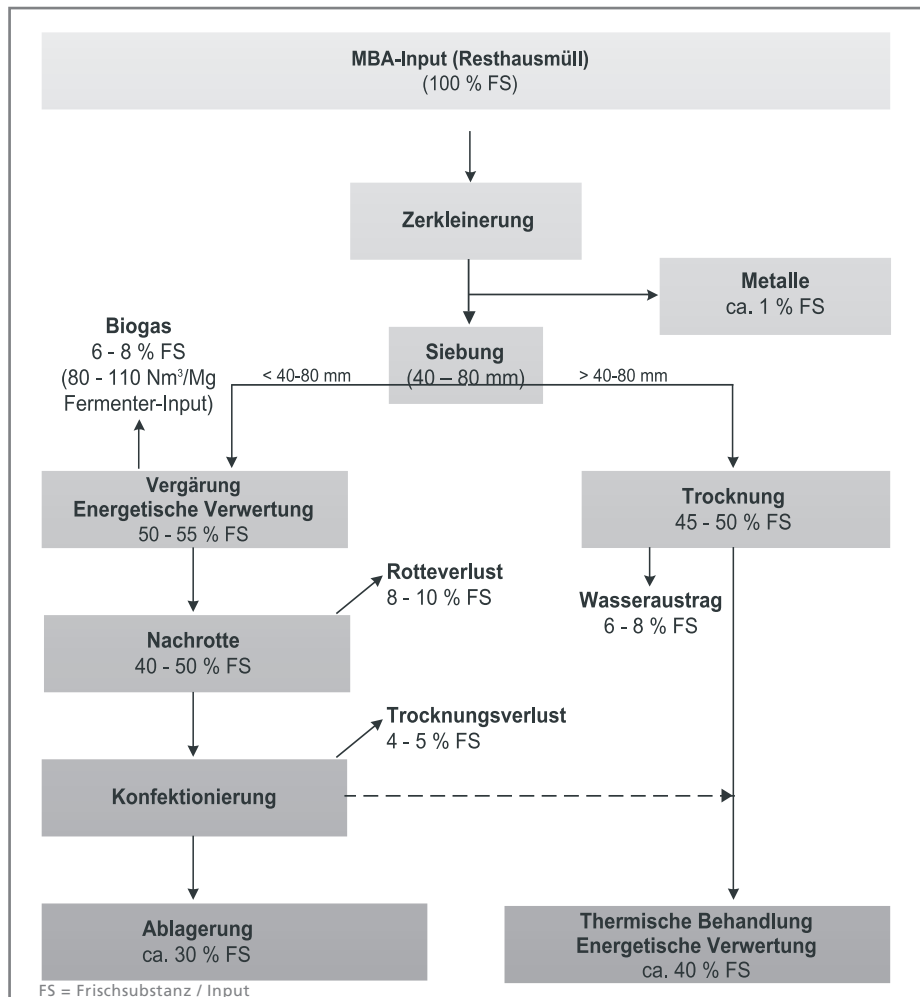 MBA-Input (Resthausmüll)
(100 % FS)
Zerkleinerung
Metalle
ca. 1 % FS
Biogas
6 - 8 % FS
(80 - 110 Nm³/Mg
Fermenter-Input)
Siebung
(40 – 80 mm)
< 40-80 mm
> 40-80 mm
Vergärung
Energetische Verwertung
50 - 55 % FS
Trocknung
45 - 50 % FS
Rotteverlust
8 - 10 % FS
Wasseraustrag
6 - 8 % FS
Nachrotte
40 - 50 % FS
Trocknungsverlust
4 - 5 % FS
Konfektionierung
Ablagerung
ca. 30 % FS
Thermische Behandlung
Energetische Verwertung
ca. 40 % FS
FS = Frischsubstanz / Input